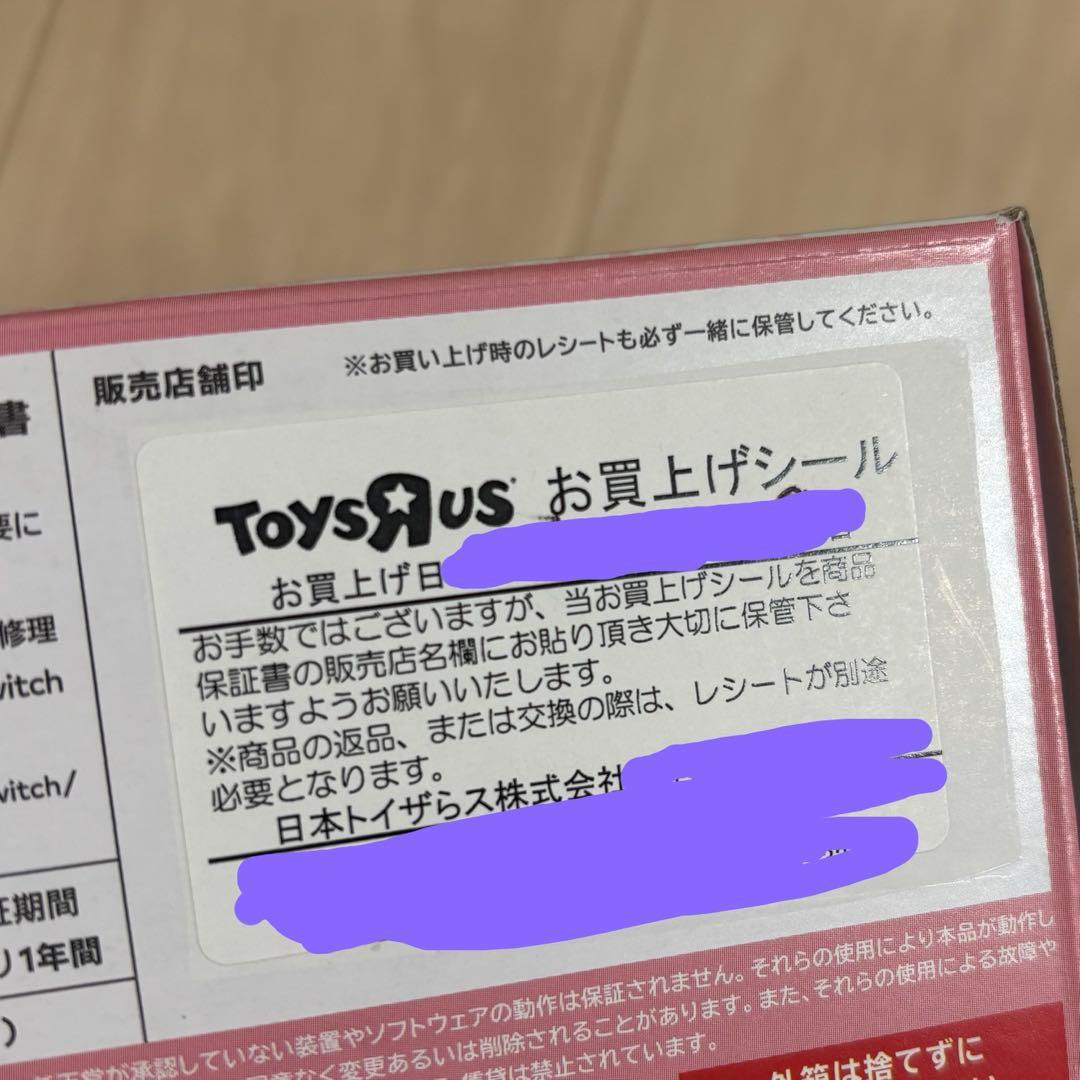 ※お買い上げ時のレシートも必ず一緒に保管してください。
販売店舗印
書
要に
修理
witch
witch/
証期間
り1年間
)
ToysЯus お買上げシール
お買上げ日
お手数ではございますが、当お買上げシールを商品
保証書の販売店名欄にお貼り頂き大切に保管下さ
いますようお願いいたします。
※商品の返品、または交換の際は、レシートが別途
必要となります。
日本トイザらス株式会社
任天堂が承認していない装置やソフトウェアの動作は保証されません。それらの使用により本品が動作し
なく変更あるいは削除されることがあります。また、それらの使用による故障や
賃貸は禁止されています。
外箱は捨てずに